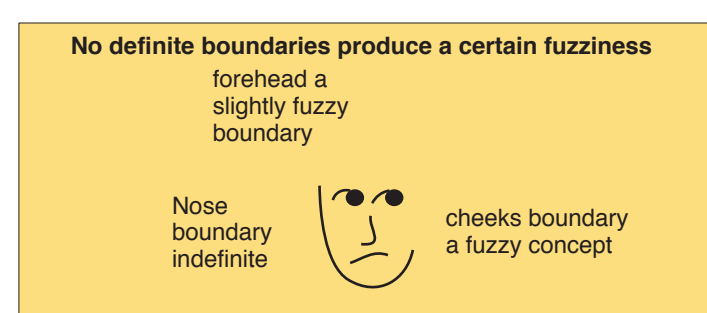 No definite boundaries produce a certain fuzziness
forehead a
slightly fuzzy
boundary
Nose
boundary
indefinite
cheeks boundary
a fuzzy concept